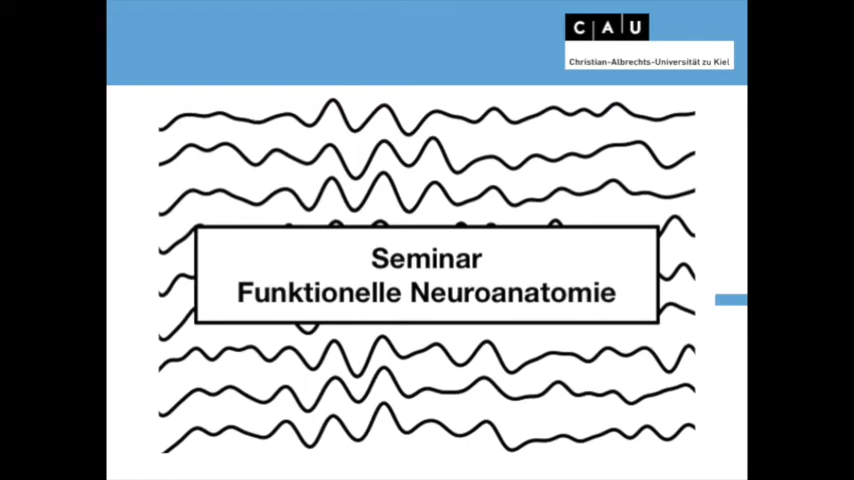 CAU
Christian-Albrechts-Universität zu Kiel
Seminar
Funktionelle Neuroanatomie